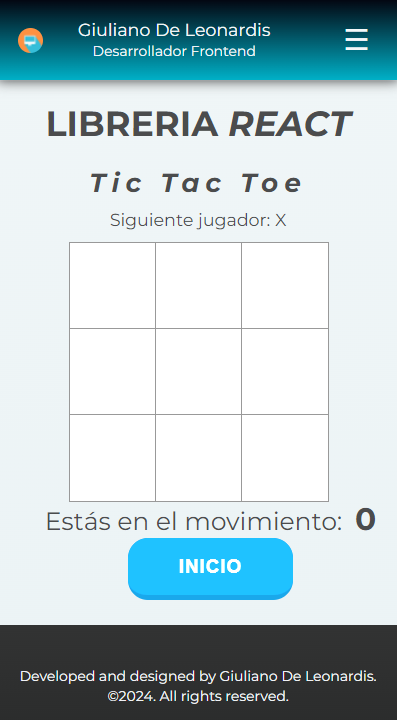 Giuliano De Leonardis
Desarrollador Frontend
LIBRERIA REACT
Tic Tac Toe
Siguiente jugador: X
Estás en el movimiento: 0
INICIO
Developed and designed by Giuliano De Leonardis.
©2024. All rights reserved.